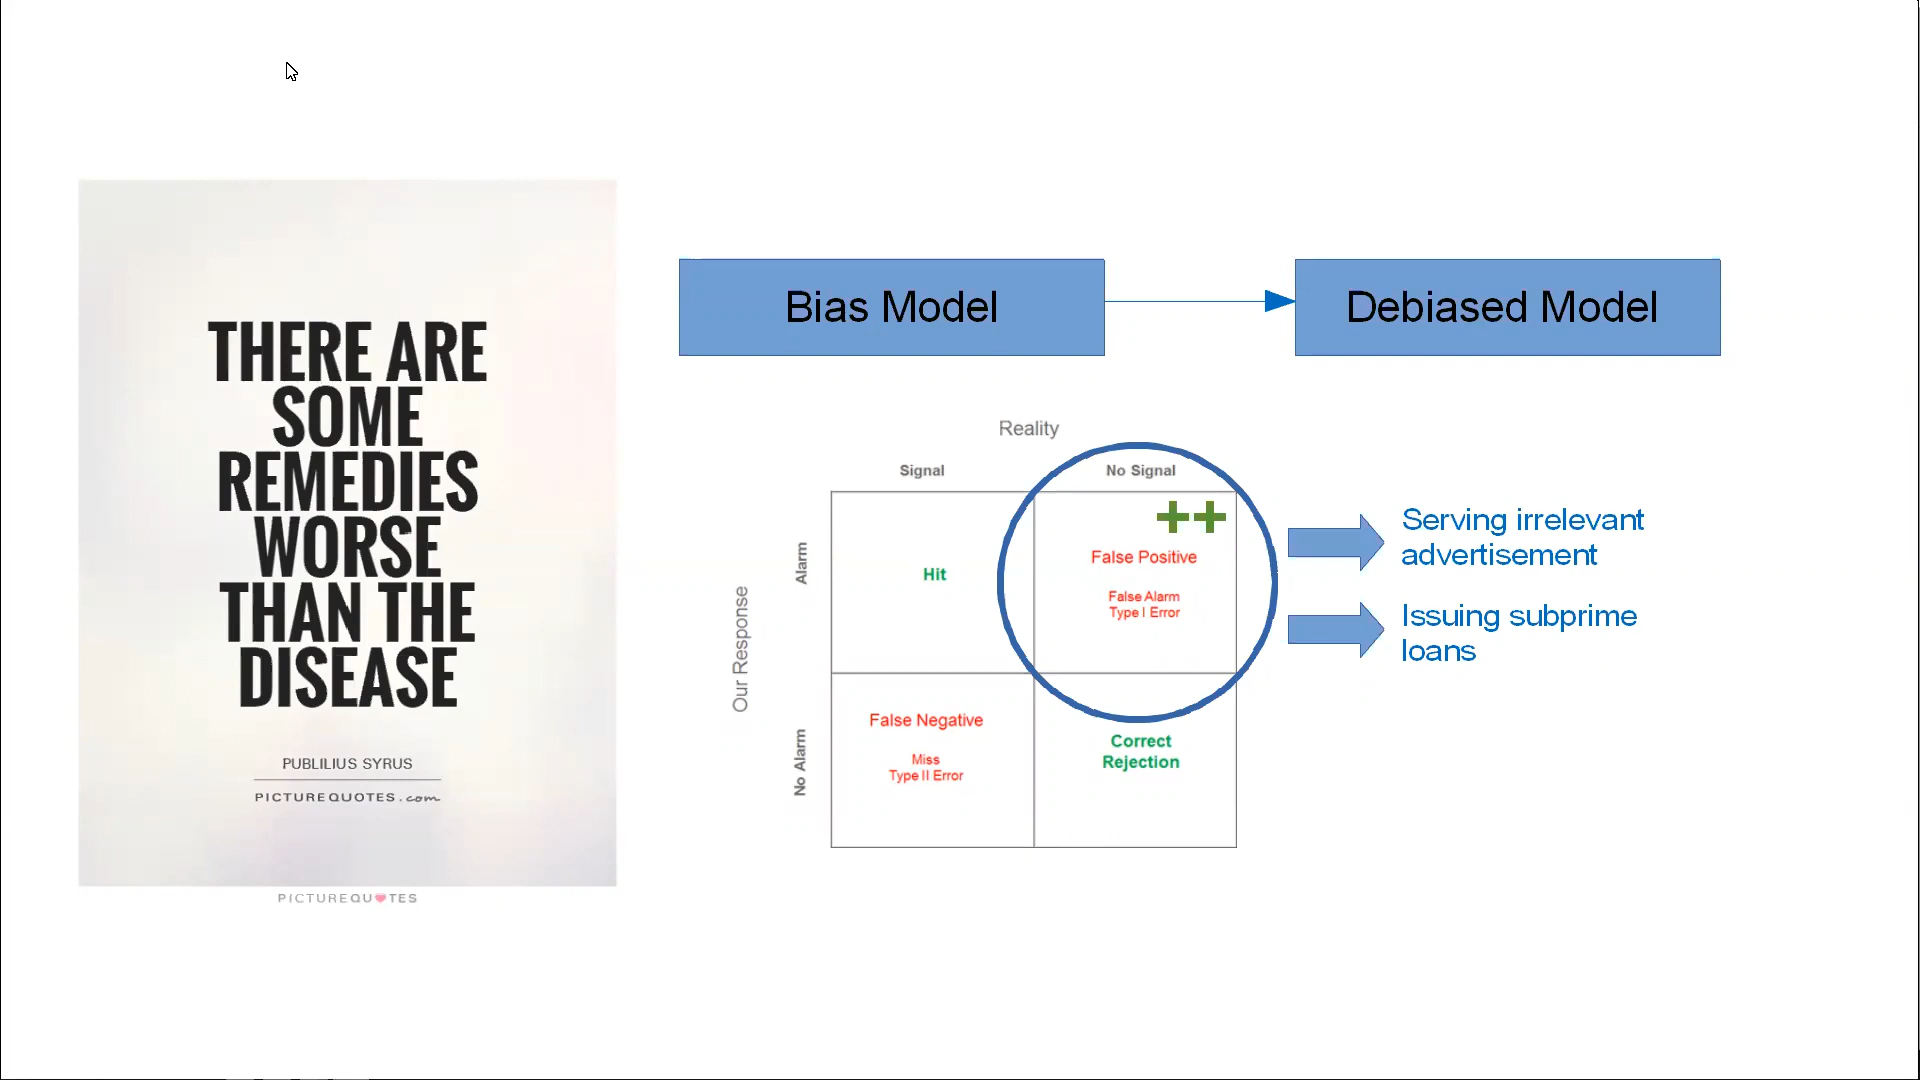 THERE ARE
SOME
REMEDIES
WORSE
THAN THE
DISEASE
PUBLILIUS SYRUS
PICTUREQUOTES.com
PICTUREQU♥TES
Bias Model
Debiased Model
Reality
Signal
No Signal
Our Response
Alarm
No Alarm
Hit
++
False Positive
False Alarm
Type I Error
False Negative
Miss
Type II Error
Correct
Rejection
Serving irrelevant
advertisement
Issuing subprime
loans